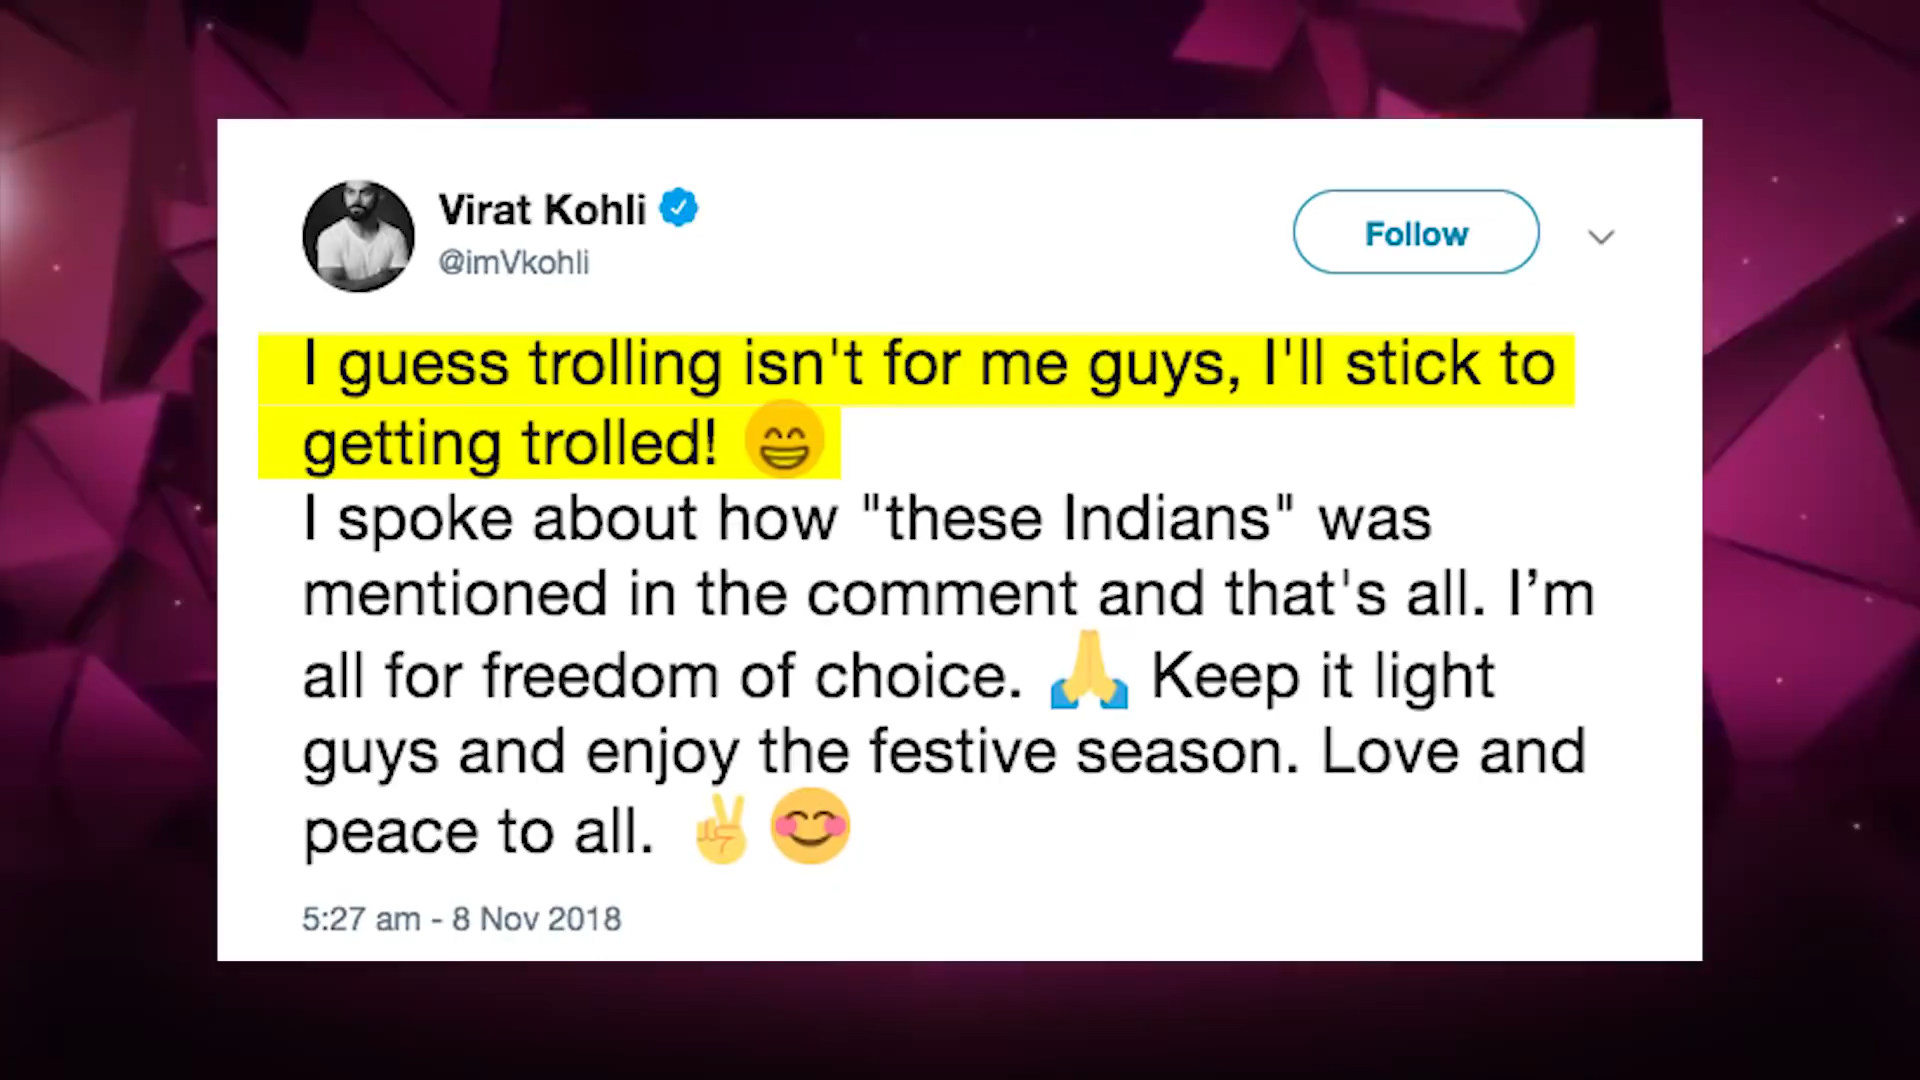 Virat Kohli
@imVkohli
Follow
I guess trolling isn't for me guys, I'll stick to
getting trolled! 😁
I spoke about how "these Indians" was
mentioned in the comment and that's all. I’m
all for freedom of choice. 🙏 Keep it light
guys and enjoy the festive season. Love and
peace to all. ✌😊
5:27 am - 8 Nov 2018